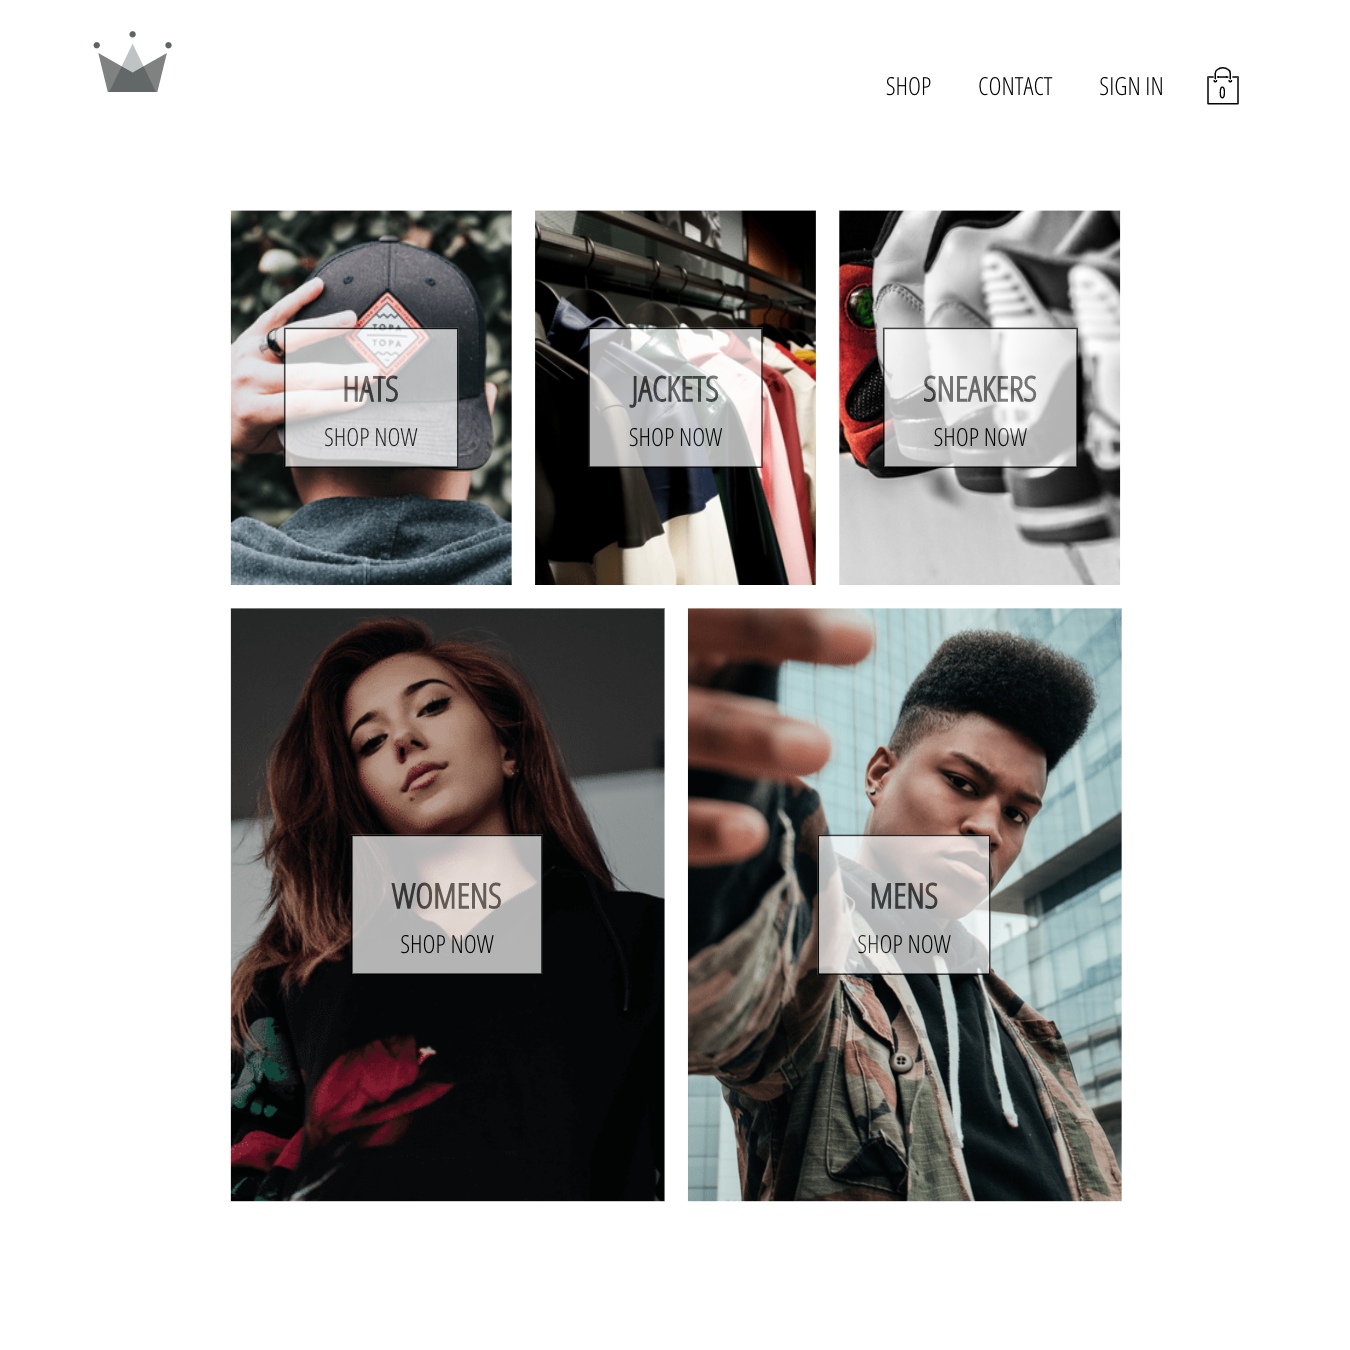 SHOP
CONTACT
SIGN IN
0
TOPA
TOPA
HATS
SHOP NOW
JACKETS
SHOP NOW
SNEAKERS
SHOP NOW
WOMENS
SHOP NOW
MENS
SHOP NOW